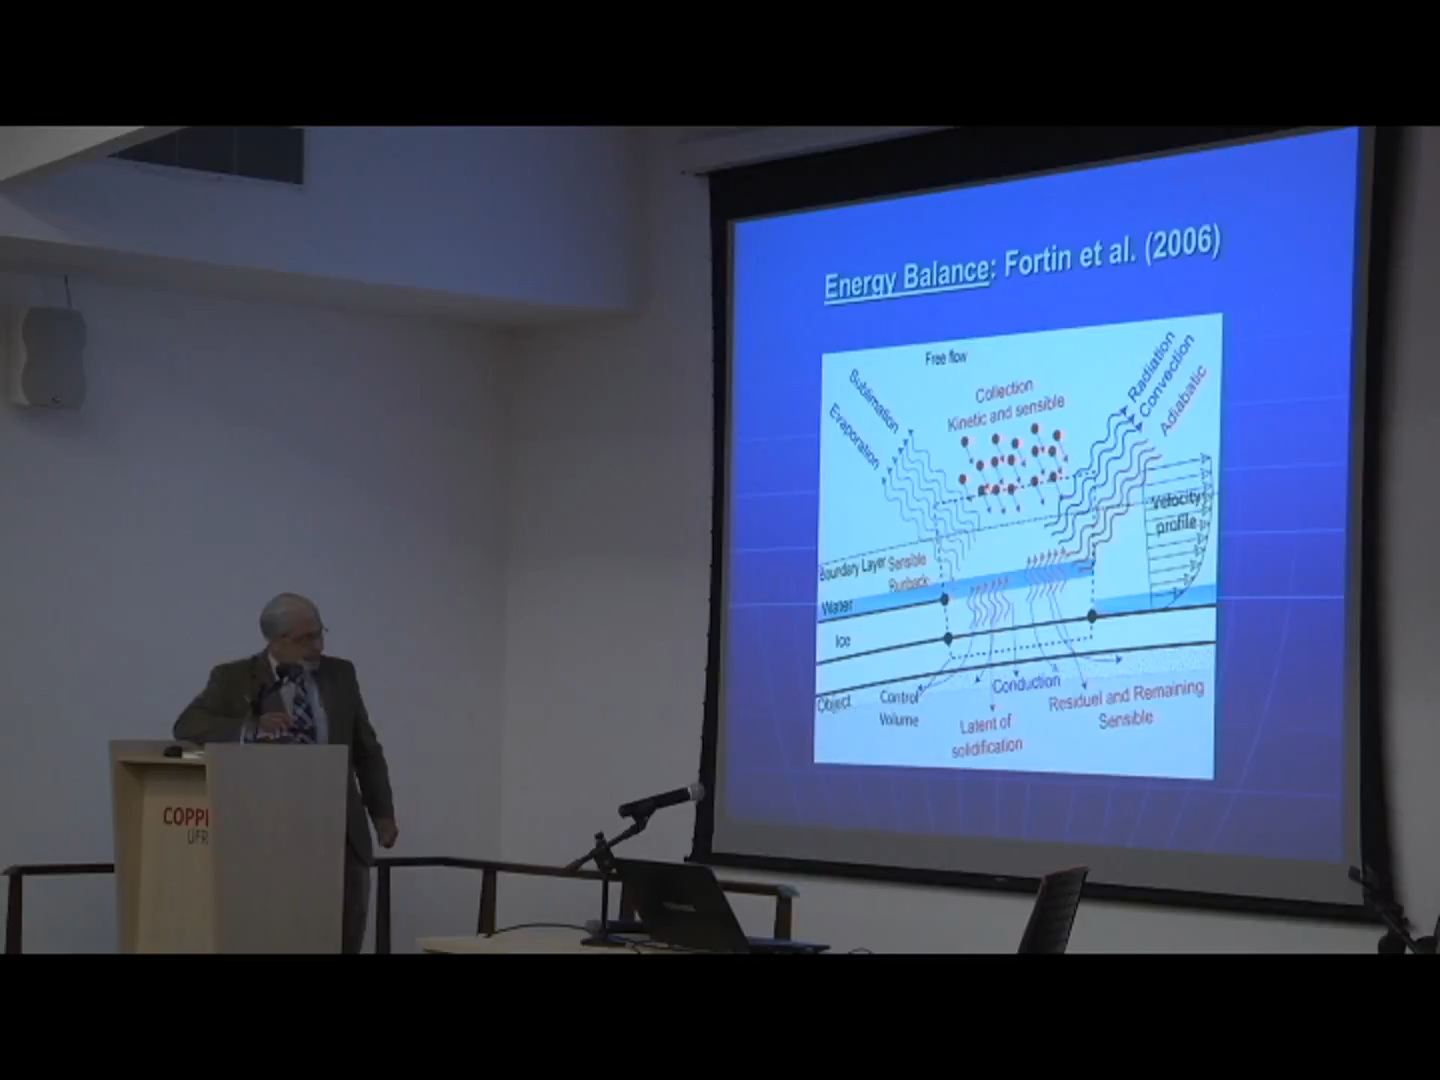 Energy Balance: Fortin et al. (2006)
Free flow
Sublimation
Evaporation
Collection
Kinetic and sensible
Radiation
Convection
Adiabatic
Velocity
profile
Boundary Layer
Sensible
Runback
Water
Ice
Object
Control
Volume
Conduction
Latent of
solidification
Residuel and Remaining
Sensible
COPP
UFR